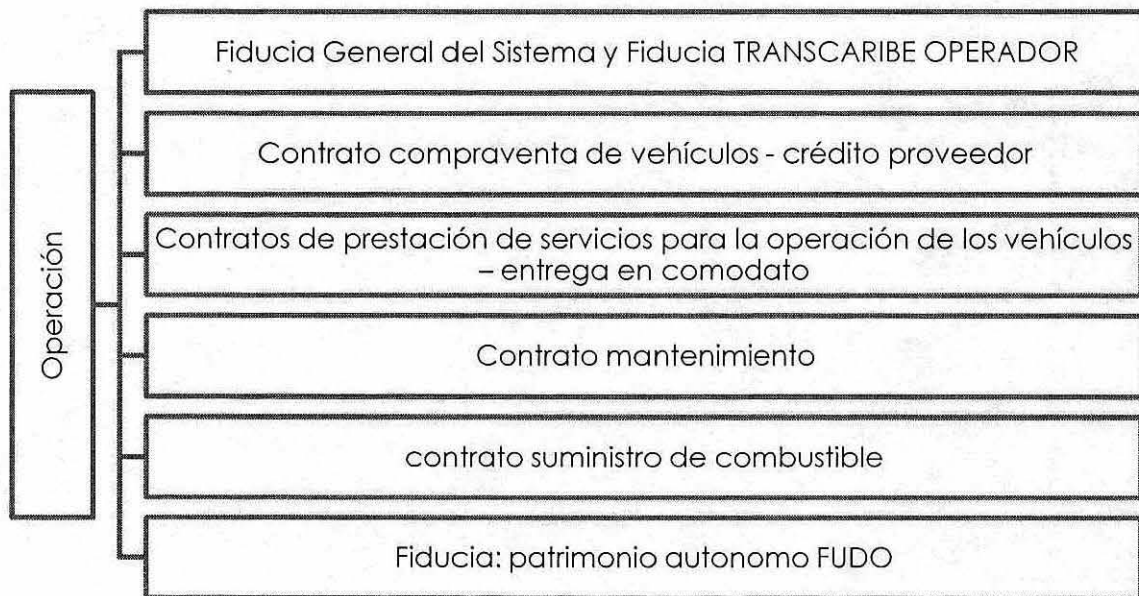 Operación
Fiducia General del Sistema y Fiducia TRANSCARIBE OPERADOR
Contrato compraventa de vehículos - crédito proveedor
Contratos de prestación de servicios para la operación de los vehículos
– entrega en comodato
Contrato mantenimiento
contrato suministro de combustible
Fiducia: patrimonio autonomo FUDO